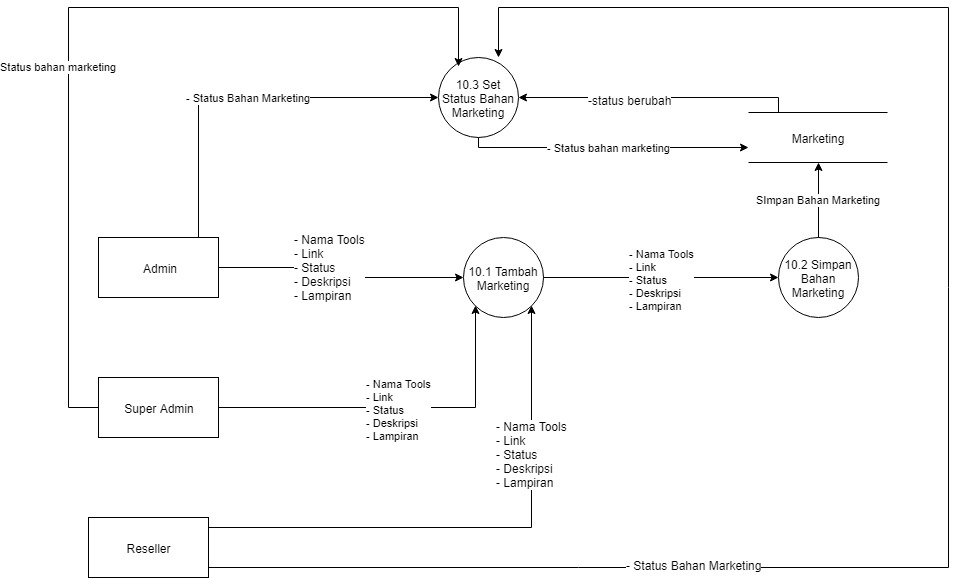 Status bahan marketing
10.3 Set
Status Bahan
Marketing
- Status Bahan Marketing
-status berubah
Marketing
- Status bahan marketing
SImpan Bahan Marketing
Admin
- Nama Tools
- Link
- Status
- Deskripsi
- Lampiran
10.1 Tambah
Marketing
- Nama Tools
- Link
- Status
- Deskripsi
- Lampiran
10.2 Simpan
Bahan
Marketing
Super Admin
- Nama Tools
- Link
- Status
- Deskripsi
- Lampiran
- Nama Tools
- Link
- Status
- Deskripsi
- Lampiran
Reseller
- Status Bahan Marketing